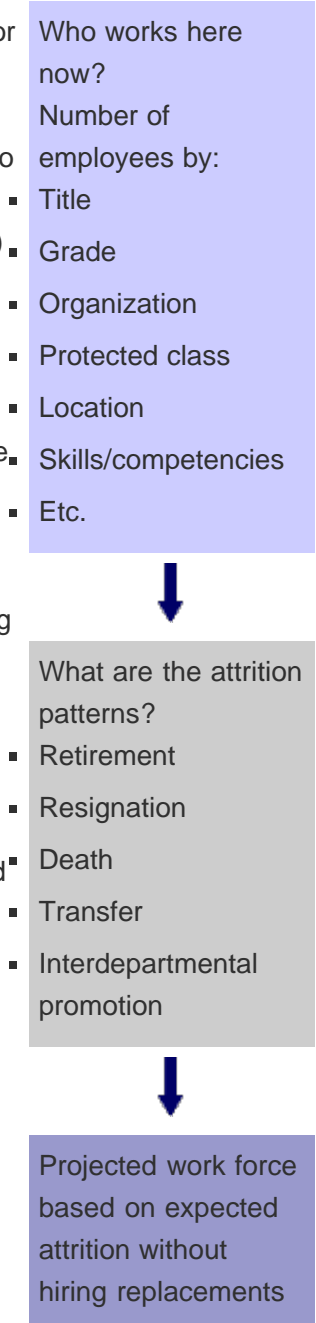 or
Who works here
now?
Number of
o
employees by:
▪ Title
)
▪ Grade
▪ Organization
▪ Protected class
▪ Location
e
▪ Skills/competencies
▪ Etc.
g
What are the attrition
patterns?
▪ Retirement
▪ Resignation
d
▪ Death
▪ Transfer
▪ Interdepartmental
promotion
Projected work force
based on expected
attrition without
hiring replacements